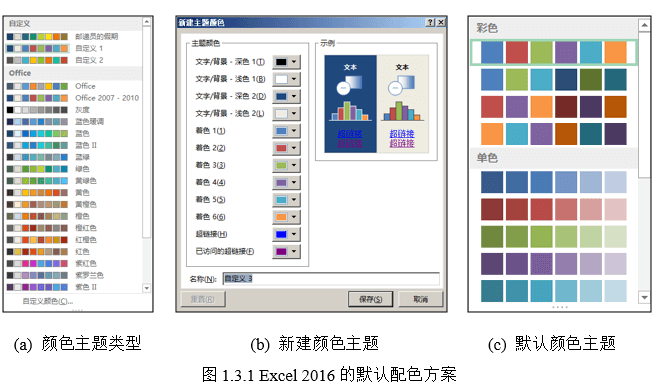 自定义
邮递员的假期
自定义 1
自定义 2
Office
Office
Office 2007 - 2010
灰度
蓝色暖调
蓝色
蓝色 II
蓝绿
绿色
黄绿色
黄色
黄橙色
橙色
橙红色
红橙色
红色
紫红色
紫罗兰色
紫色 II
自定义颜色(C)...
新建主题颜色
主题颜色
文字/背景 - 深色 1(T)
文字/背景 - 浅色 1(B)
文字/背景 - 深色 2(D)
文字/背景 - 浅色 2(L)
着色 1(1)
着色 2(2)
着色 3(3)
着色 4(4)
着色 5(5)
着色 6(6)
超链接(H)
已访问的超链接(F)
示例
文本 文本
超链接 超链接
超链接 超链接
名称(N): 自定义 3
重置(R) 保存(S) 取消
彩色
单色
(a) 颜色主题类型 (b) 新建颜色主题 (c) 默认颜色主题
图 1.3.1 Excel 2016 的默认配色方案